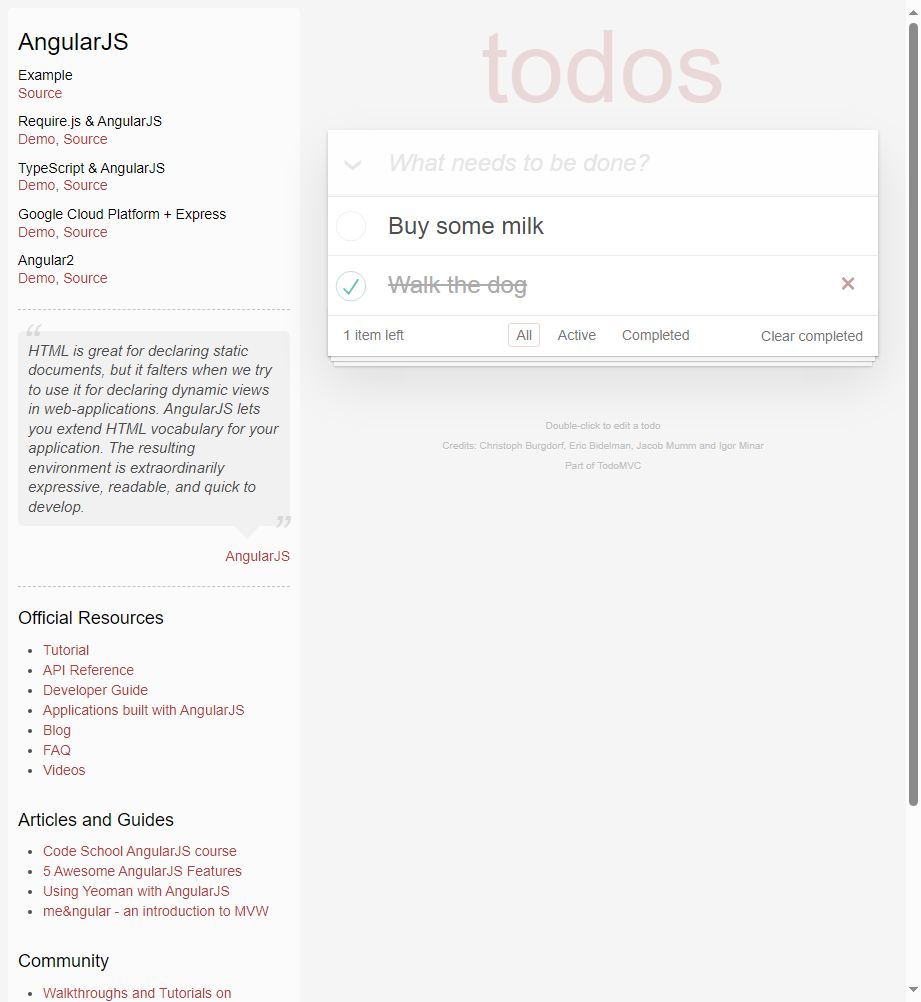 AngularJS
Example
Source
Require.js & AngularJS
Demo, Source
TypeScript & AngularJS
Demo, Source
Google Cloud Platform + Express
Demo, Source
Angular2
Demo, Source
“
HTML is great for declaring static
documents, but it falters when we try
to use it for declaring dynamic views
in web-applications. AngularJS lets
you extend HTML vocabulary for your
application. The resulting
environment is extraordinarily
expressive, readable, and quick to
develop.
”
AngularJS
Official Resources
Tutorial
API Reference
Developer Guide
Applications built with AngularJS
Blog
FAQ
Videos
Articles and Guides
Code School AngularJS course
5 Awesome AngularJS Features
Using Yeoman with AngularJS
me&ngular - an introduction to MVW
Community
Walkthroughs and Tutorials on
todos
What needs to be done?
Buy some milk
Walk the dog
1 item left All Active Completed Clear completed
Double-click to edit a todo
Credits: Christoph Burgdorf, Eric Bidelman, Jacob Mumm and Igor Minar
Part of TodoMVC